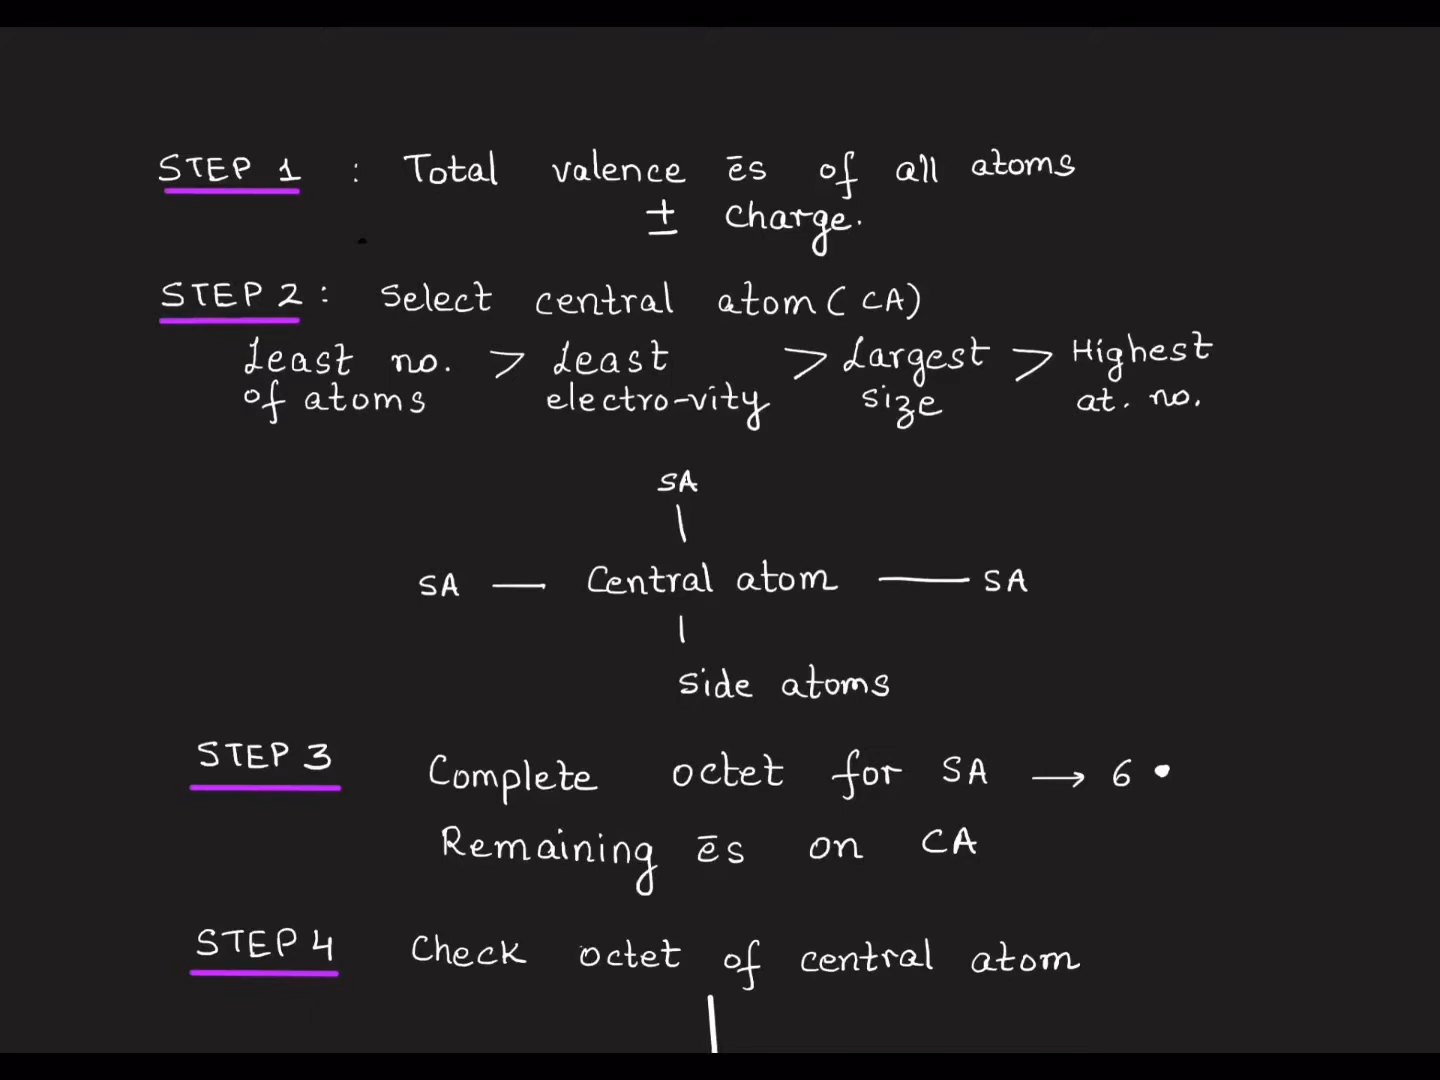 STEP 1 : Total valence ēs of all atoms
± charge.
STEP 2 : Select central atom (CA)
Least no. > Least > Largest > Highest
of atoms electro-vity size at. no.
SA
|
SA — Central atom — SA
|
Side atoms
STEP 3 Complete octet for SA → 6 •
Remaining ēs on CA
STEP 4 Check octet of central atom